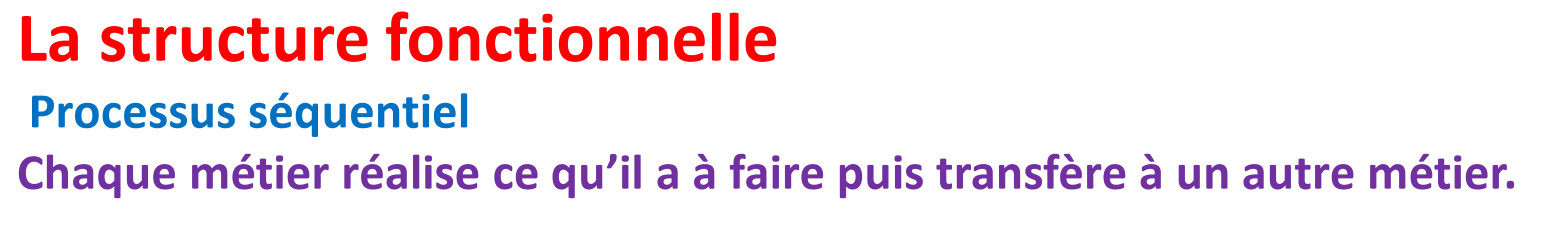 La structure fonctionnelle
Processus séquentiel
Chaque métier réalise ce qu’il a à faire puis transfère à un autre métier.